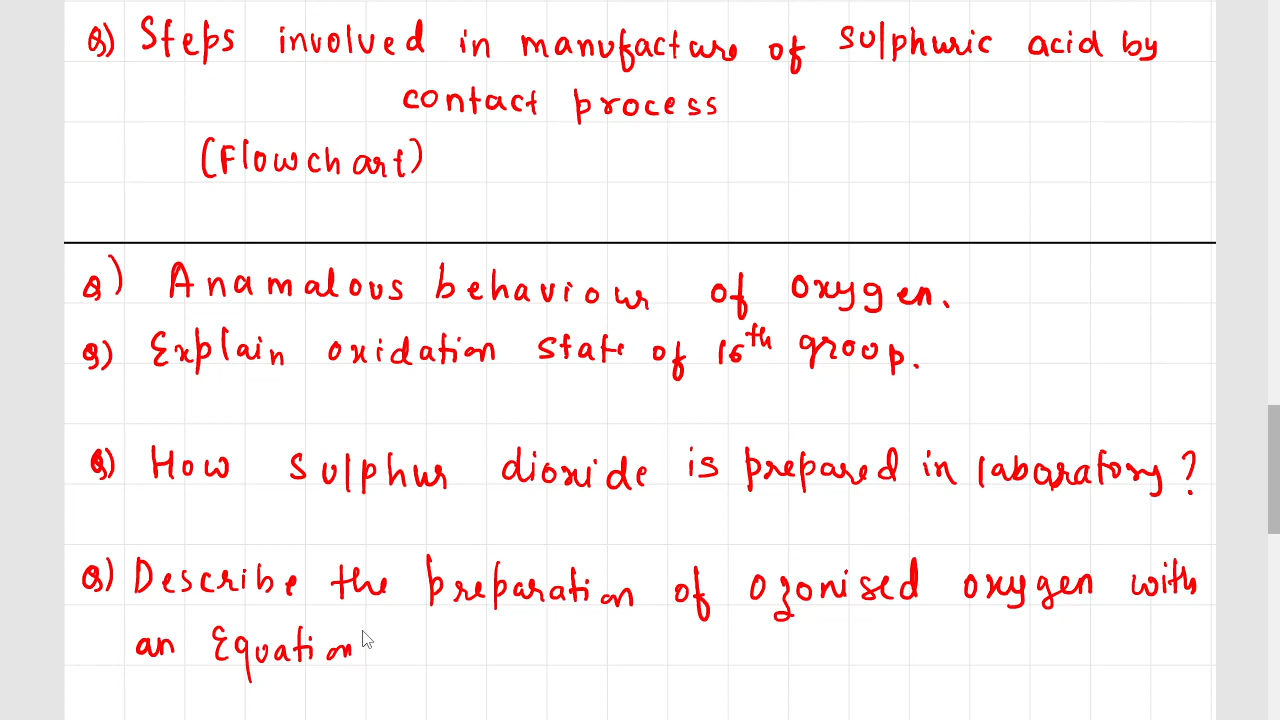 Q) Steps involved in manufacture of sulphuric acid by
contact process
(Flowchart)
Q) Anamalous behaviour of oxygen.
Q) Explain oxidation state of 16th group.
Q) How sulphur dioxide is prepared in laboratory?
Q) Describe the preparation of ozonised oxygen with
an Equation